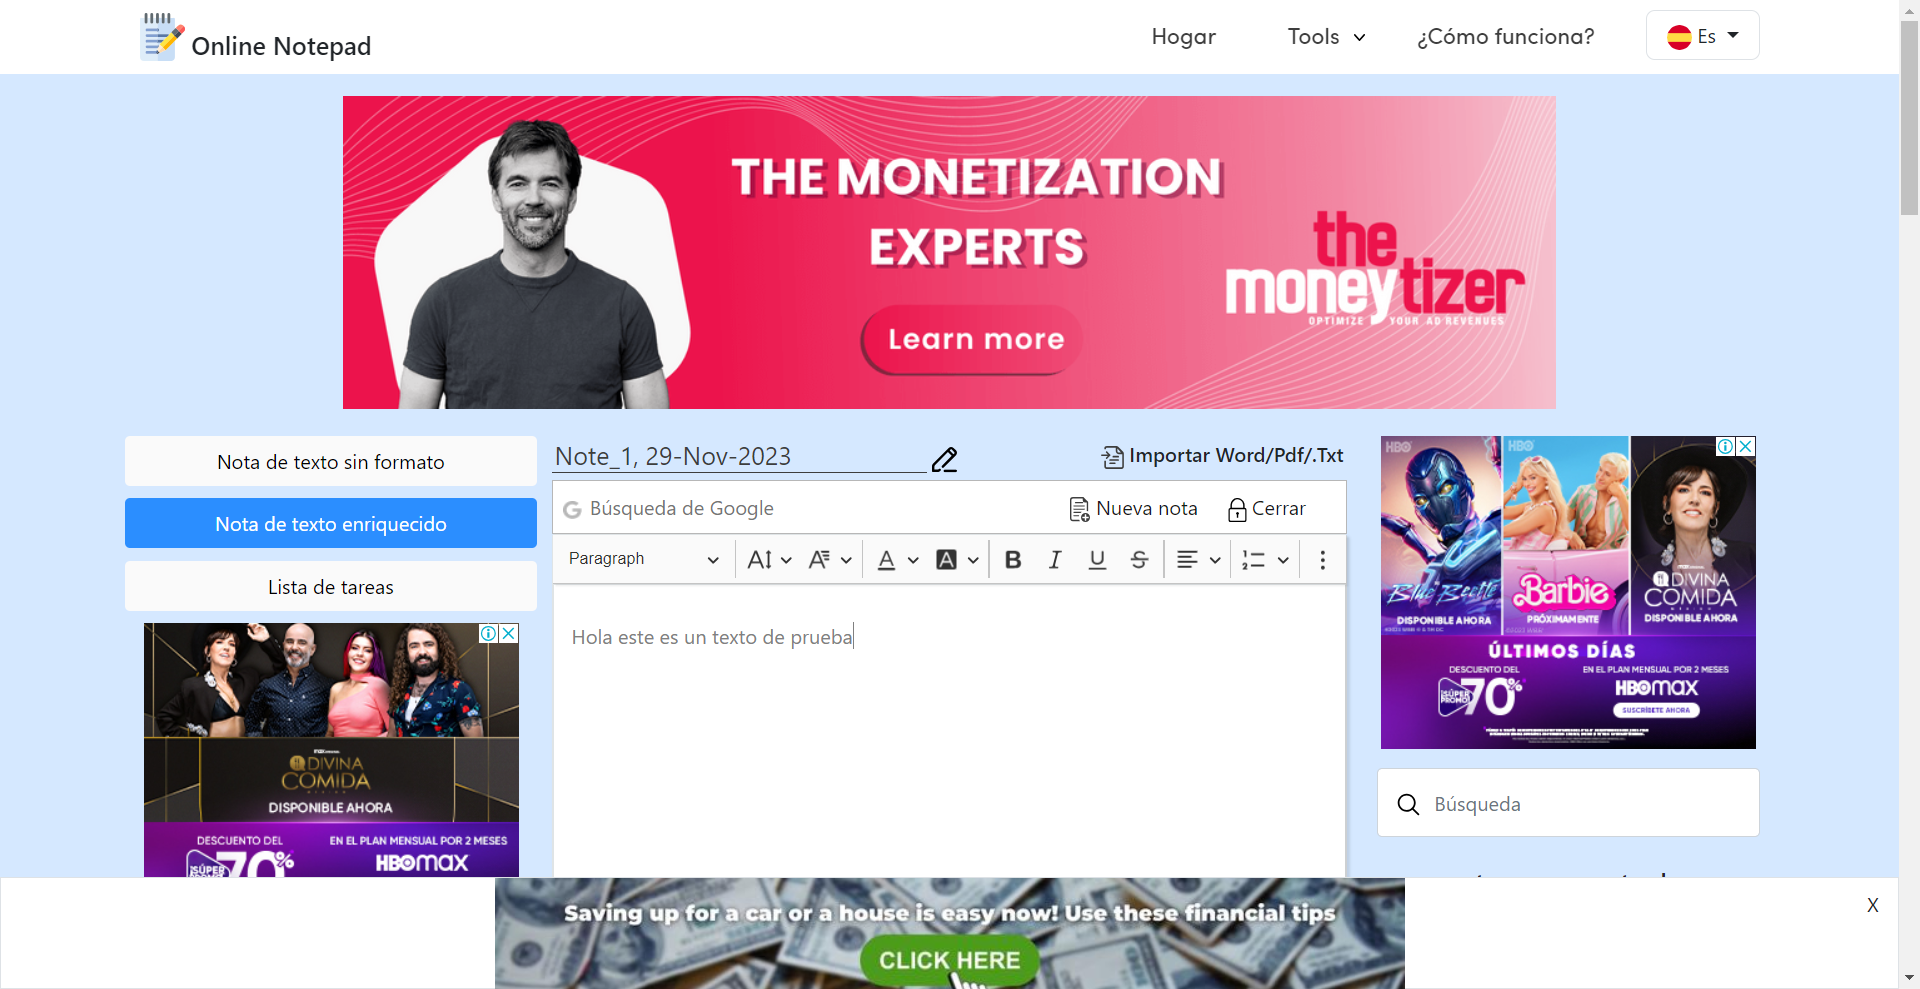 Online Notepad
Hogar
Tools
¿Cómo funciona?
Es
THE MONETIZATION
EXPERTS
Learn more
the
moneytizer
OPTIMIZE YOUR AD REVENUES
Nota de texto sin formato
Nota de texto enriquecido
Lista de tareas
DIVINA
COMIDA
DISPONIBLE AHORA
DESCUENTO DEL
EN EL PLAN MENSUAL POR 2 MESES
¡SÚPER
70%
HBOmax
Note_1, 29-Nov-2023
Importar Word/Pdf/.Txt
G Búsqueda de Google
Nueva nota
Cerrar
Paragraph
Hola este es un texto de prueba
HBO
HBO
Blue Beetle
DISPONIBLE AHORA
Barbie
PRÓXIMAMENTE
DIVINA
COMIDA
DISPONIBLE AHORA
ÚLTIMOS DÍAS
DESCUENTO DEL
EN EL PLAN MENSUAL POR 2 MESES
¡SÚPER
PROMO!
70%
HBOmax
SUSCRÍBETE AHORA
Búsqueda
Saving up for a car or a house is easy now! Use these financial tips
CLICK HERE
X